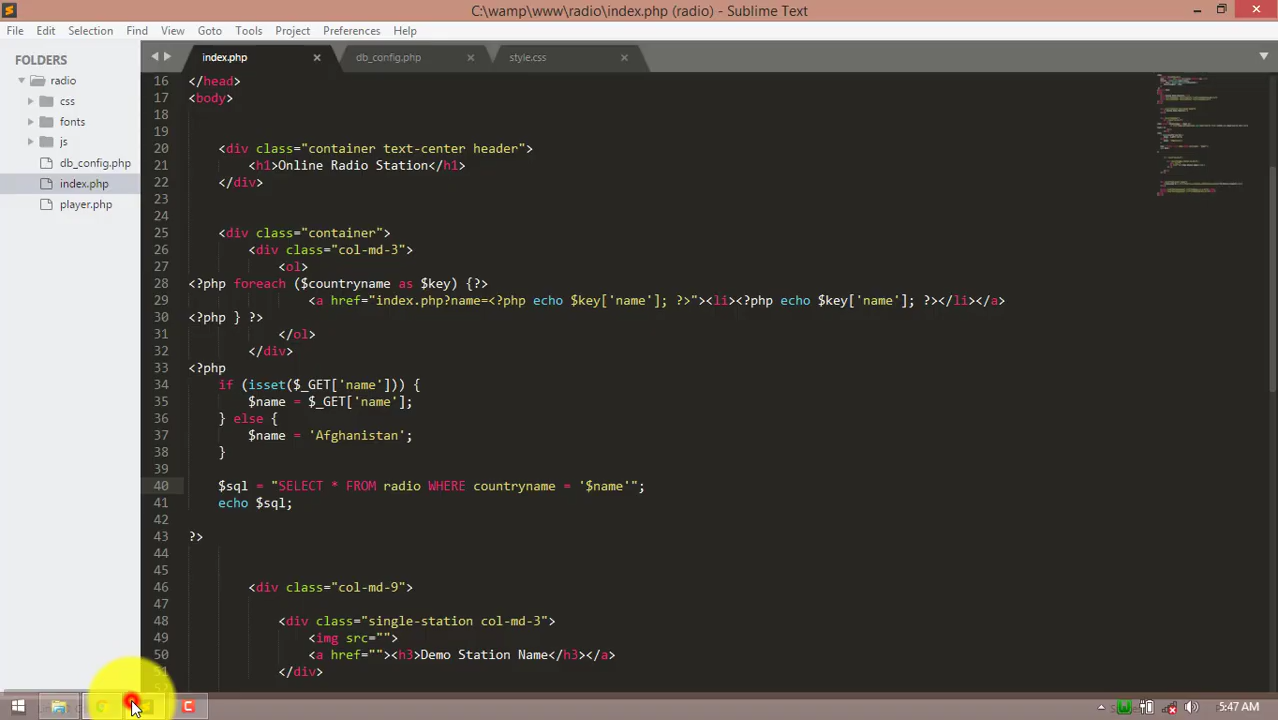 C:\wamp\www\radio\index.php (radio) - Sublime Text
File Edit Selection Find View Goto Tools Project Preferences Help
FOLDERS
radio
css
fonts
js
db_config.php
index.php
player.php
index.php db_config.php style.css
16 </head>
17 <body>
18
19
20 <div class="container text-center header">
21 <h1>Online Radio Station</h1>
22 </div>
23
24
25 <div class="container">
26 <div class="col-md-3">
27 <ol>
28 <?php foreach ($countryname as $key) {?>
29 <a href="index.php?name=<?php echo $key['name']; ?>"><li><?php echo $key['name']; ?></li></a>
30 <?php } ?>
31 </ol>
32 </div>
33 <?php
34 if (isset($_GET['name'])) {
35 $name = $_GET['name'];
36 } else {
37 $name = 'Afghanistan';
38 }
39
40 $sql = "SELECT * FROM radio WHERE countryname = '$name'";
41 echo $sql;
42
43 ?>
44
45
46 <div class="col-md-9">
47
48 <div class="single-station col-md-3">
49 <img src="">
50 <a href=""><h3>Demo Station Name</h3></a>
51 </div>
5:47 AM